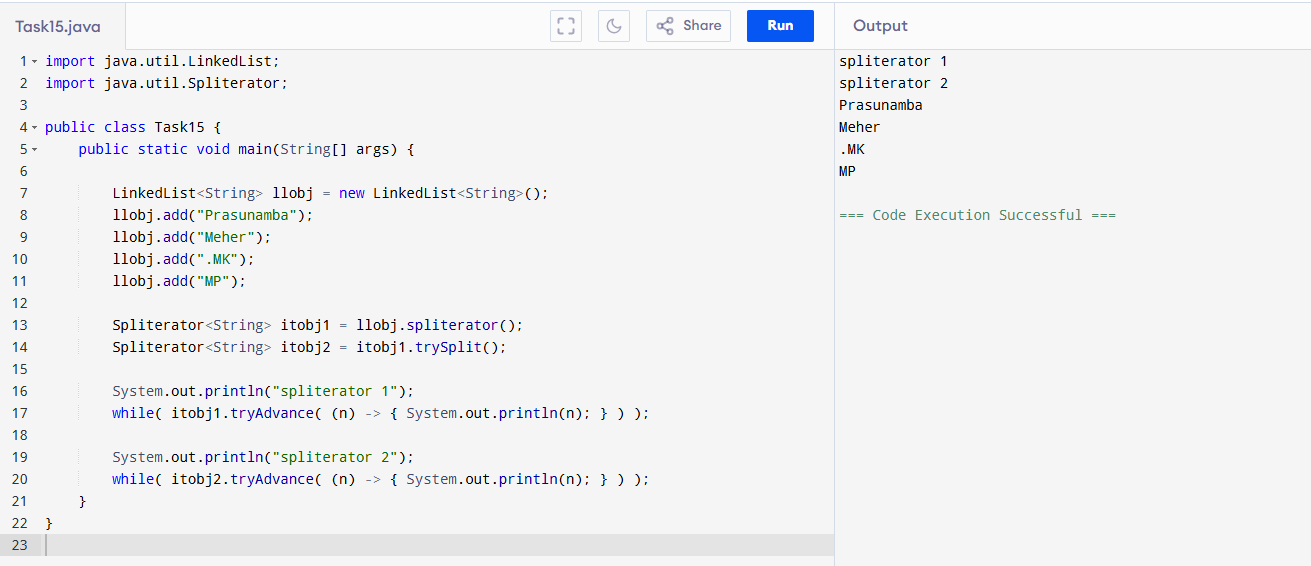 Task15.java
Share
Run
Output
1 import java.util.LinkedList;
2 import java.util.Spliterator;
3
4 public class Task15 {
5 public static void main(String[] args) {
6
7 LinkedList<String> llobj = new LinkedList<String>();
8 llobj.add("Prasunamba");
9 llobj.add("Meher");
10 llobj.add(".MK");
11 llobj.add("MP");
12
13 Spliterator<String> itobj1 = llobj.spliterator();
14 Spliterator<String> itobj2 = itobj1.trySplit();
15
16 System.out.println("spliterator 1");
17 while( itobj1.tryAdvance( (n) -> { System.out.println(n); } ) );
18
19 System.out.println("spliterator 2");
20 while( itobj2.tryAdvance( (n) -> { System.out.println(n); } ) );
21 }
22 }
23
spliterator 1
spliterator 2
Prasunamba
Meher
.MK
MP
=== Code Execution Successful ===